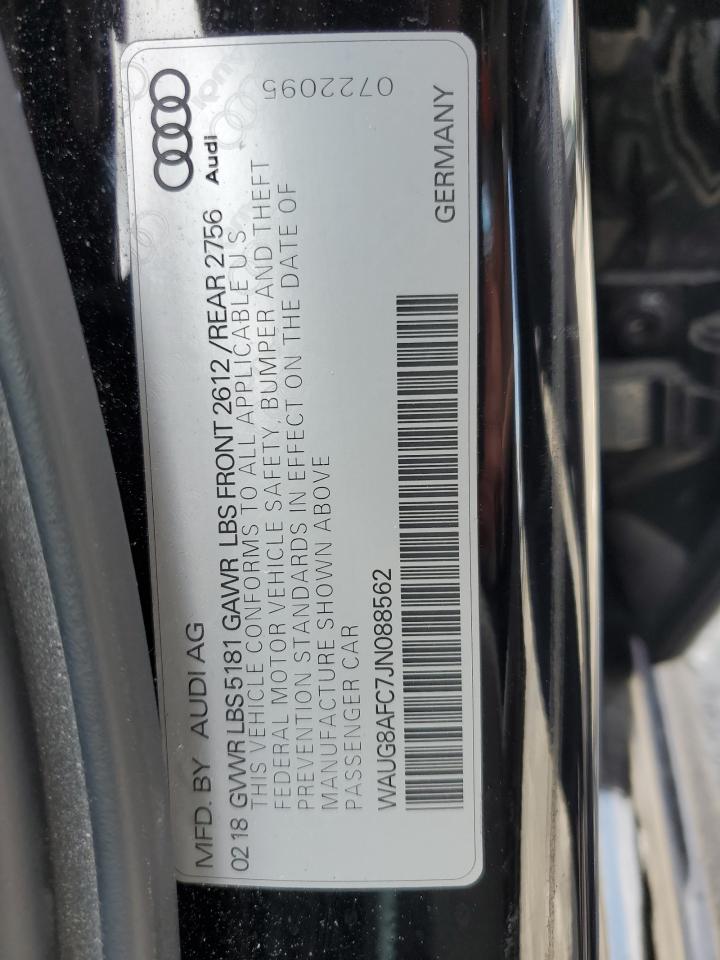 MFD. BY AUDI AG
02 18 GVWR LBS 5181 GAWR LBS FRONT 2612 /REAR 2756
THIS VEHICLE CONFORMS TO ALL APPLICABLE U.S
FEDERAL MOTOR VEHICLE SAFETY, BUMPER AND THEFT
PREVENTION STANDARDS IN EFFECT ON THE DATE OF
MANUFACTURE SHOWN ABOVE
PASSENGER CAR
WAUG8AFC7JN088562
Audi
0722095
GERMANY